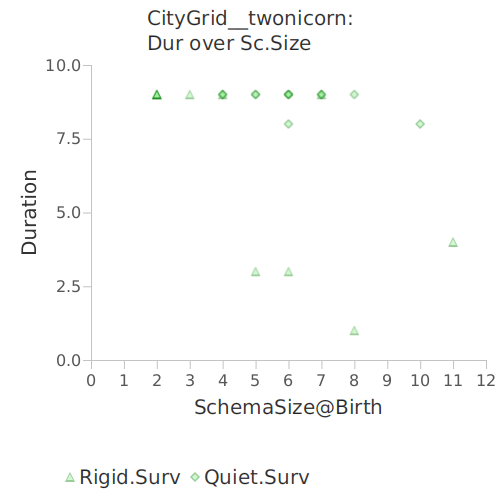 CityGrid__twonicorn:
Dur over Sc.Size
10.0
7.5
5.0
2.5
0.0
Duration
0 1 2 3 4 5 6 7 8 9 10 11 12
SchemaSize@Birth
Rigid.Surv Quiet.Surv